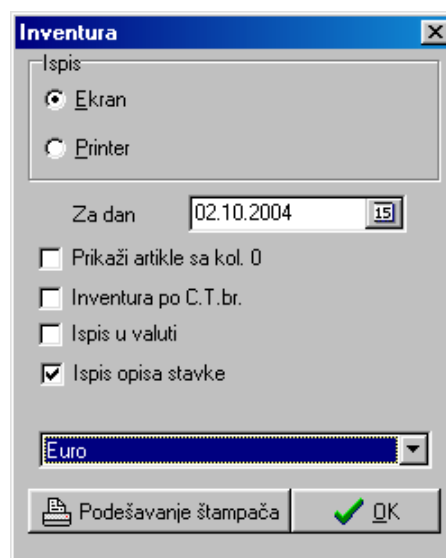 Inventura
Ispis
Ekran
Printer
Za dan 02.10.2004 15
Prikaži artikle sa kol. 0
Inventura po C.T.br.
Ispis u valuti
Ispis opisa stavke
Euro
Podešavanje štampača OK